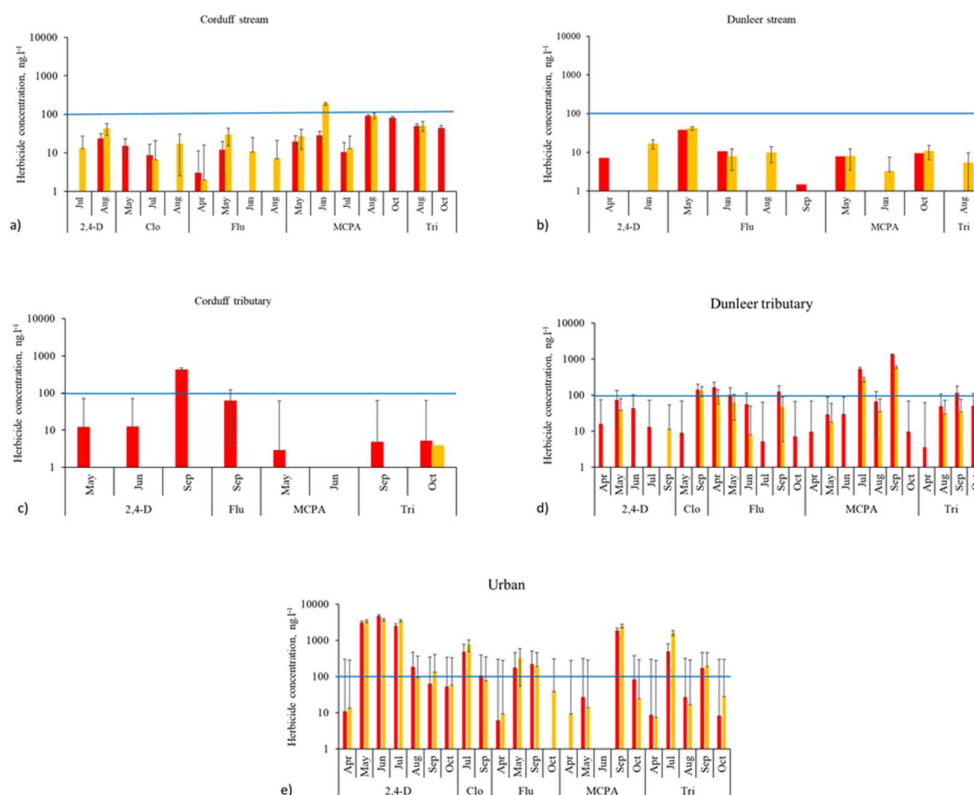 Corduff stream
Herbicide concentration, ng.l-1
10000
1000
100
10
1
Jul Aug May Jul Aug Apr May Jun Aug May Jun Jul Aug Oct Aug Oct
2,4-D Clo Flu MCPA Tri
a)
Dunleer stream
Herbicide concentration, ng.l-1
10000
1000
100
10
1
Apr Jun May Jun Aug Sep May Jun Oct Aug
2,4-D Flu MCPA Tri
b)
Corduff tributary
Herbicide concentration, ng.l-1
10000
1000
100
10
1
May Jun Sep Sep May Jun Sep Oct
2,4-D Flu MCPA Tri
c)
Dunleer tributary
Herbicide concentration, ng.l-1
10000
1000
100
10
1
Apr May Jun Jul Sep May Sep Apr May Jun Jul Sep Oct Apr May Jun Jul Aug Sep Oct Apr Aug Sep Oct
2,4-D Clo Flu MCPA Tri
d)
Urban
Herbicide concentration, ng.l-1
10000
1000
100
10
1
Apr May Jun Jul Aug Sep Oct Jul Sep Apr May Sep Oct Apr May Jun Sep Oct Apr Jul Aug Sep Oct
2,4-D Clo Flu MCPA Tri
e)